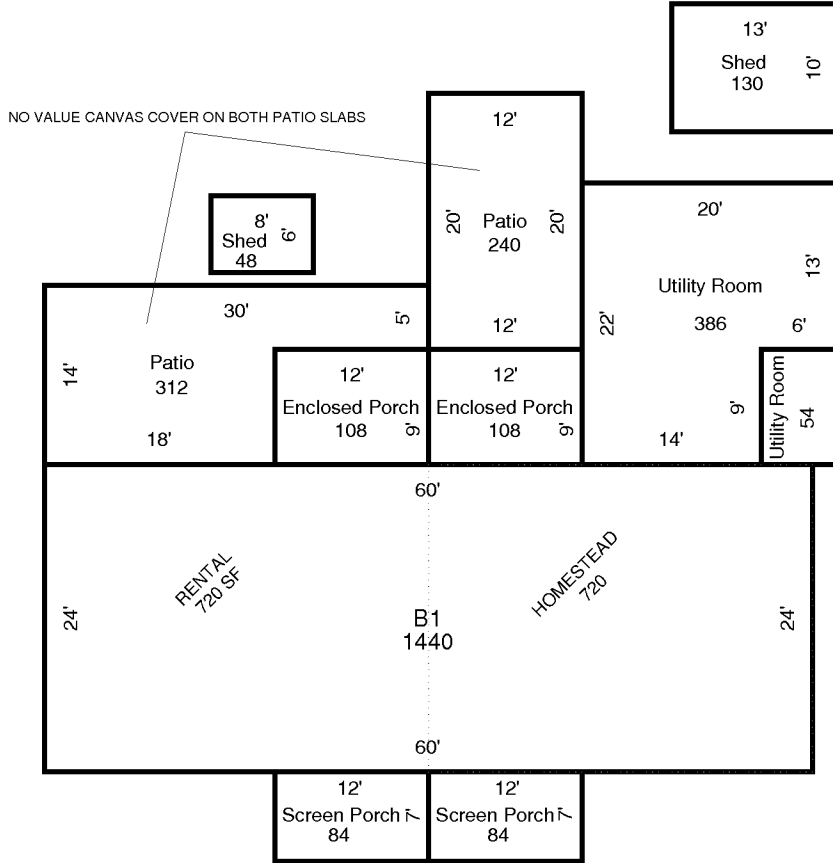 13'
Shed
130
10'
NO VALUE CANVAS COVER ON BOTH PATIO SLABS
12'
20'
Patio
240
20'
12'
8'
Shed
48
6'
20'
13'
Utility Room
386
22'
6'
9'
14'
Utility Room
54
30'
5'
14'
Patio
312
18'
12'
Enclosed Porch
108
9'
12'
Enclosed Porch
108
9'
60'
RENTAL
720 SF
HOMESTEAD
720
24'
B1
1440
24'
60'
12'
Screen Porch
84
7'
12'
Screen Porch
84
7'